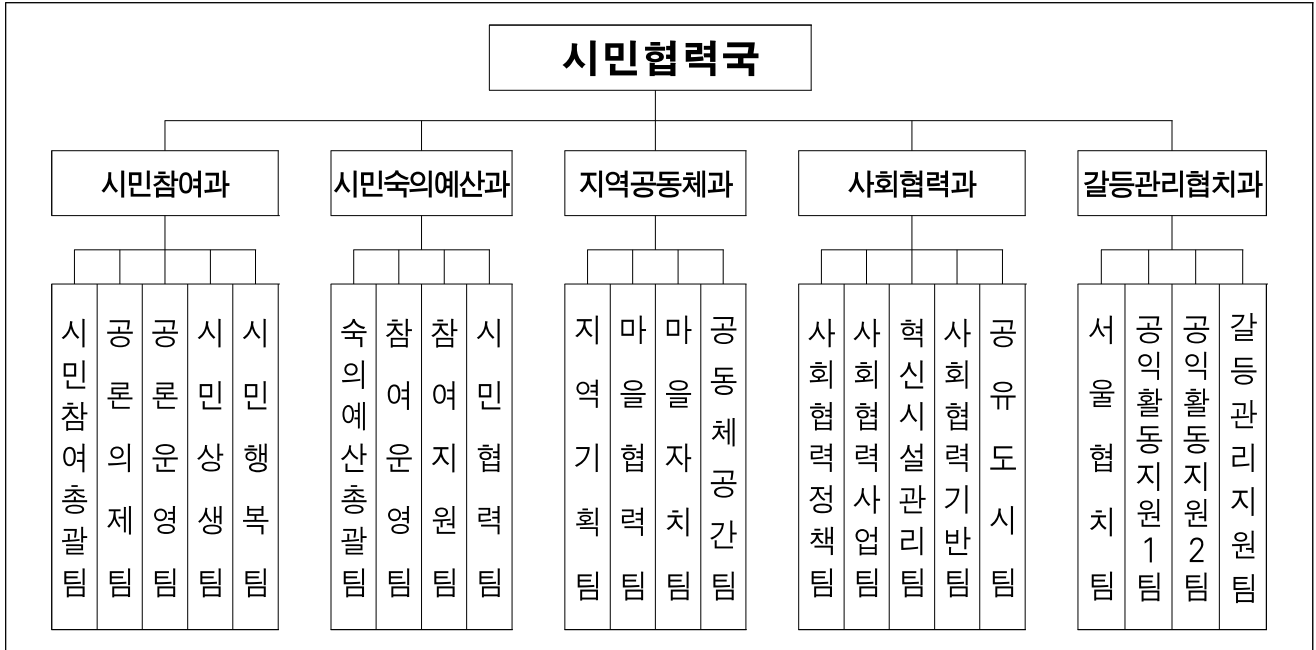 시민협력국
시민참여과
시민숙의예산과
지역공동체과
사회협력과
갈등관리협치과
시민참여총괄팀
공론의제팀
공론운영팀
시민상생팀
시민행복팀
숙의예산총괄팀
참여운영팀
참여지원팀
시민협력팀
지역기획팀
마을협력팀
마을자치팀
공동체공간팀
사회협력정책팀
사회협력사업팀
혁신시설관리팀
사회협력기반팀
공유도시팀
서울협치팀
공익활동지원1팀
공익활동지원2팀
갈등관리지원팀